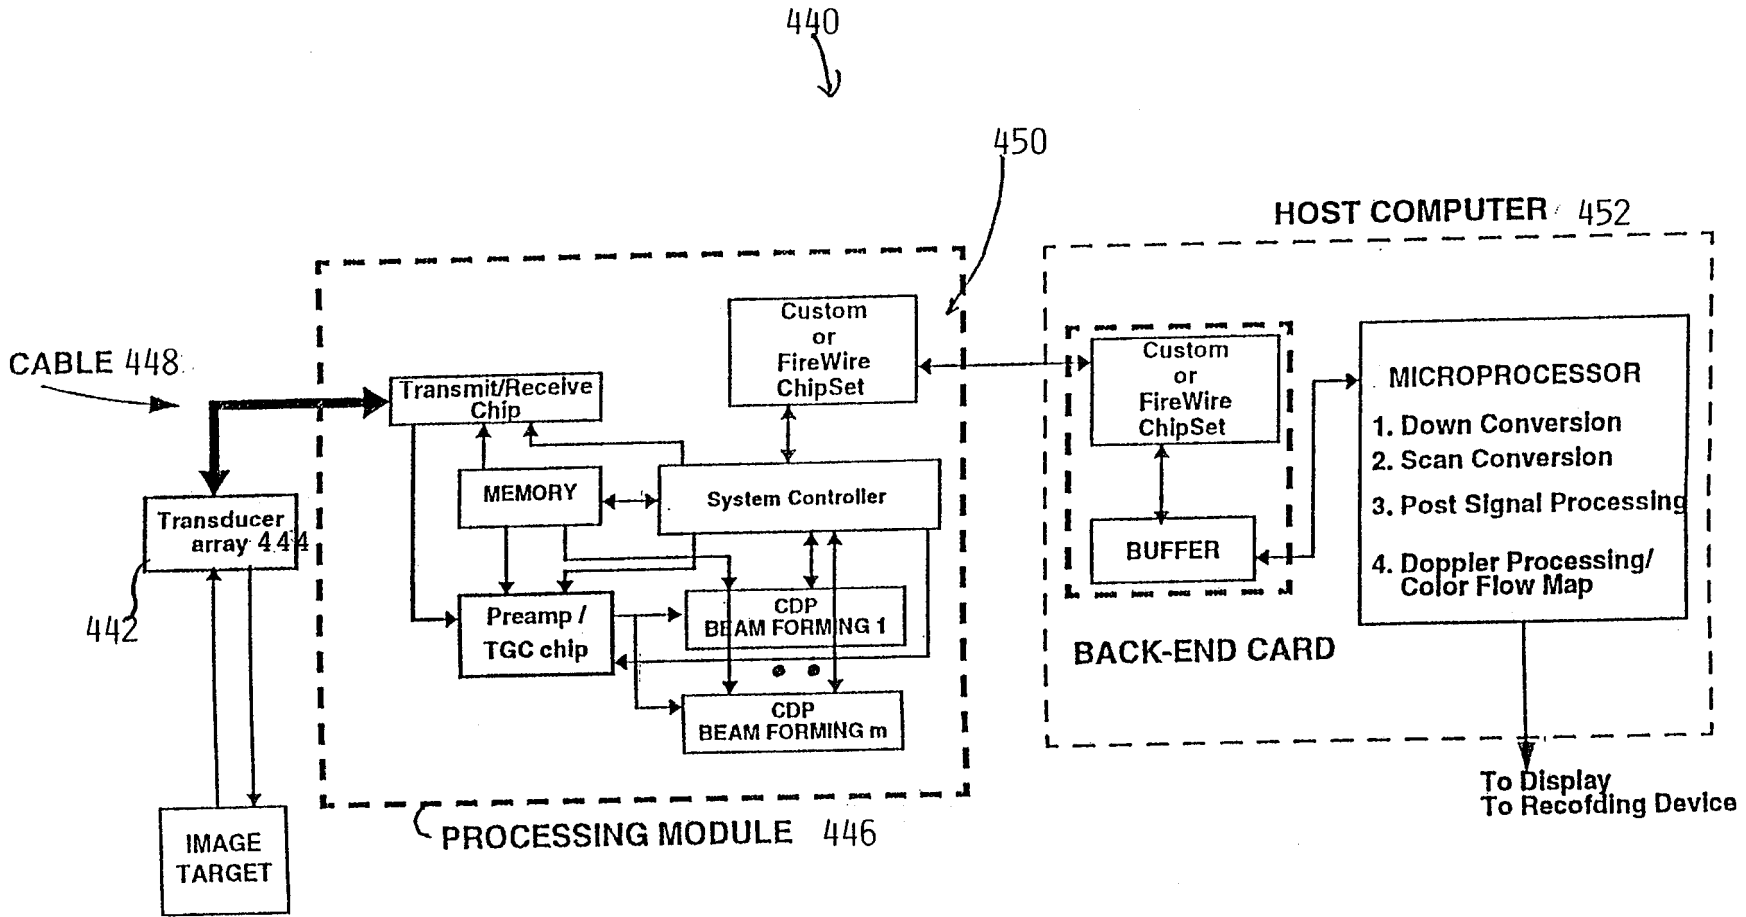 440
450
HOST COMPUTER 452
CABLE 448
Custom
or
FireWire
ChipSet
Transmit/Receive
Chip
MEMORY
System Controller
Transducer
array 444
442
Preamp /
TGC chip
CDP
BEAM FORMING 1
CDP
BEAM FORMING m
PROCESSING MODULE 446
IMAGE
TARGET
Custom
or
FireWire
ChipSet
BUFFER
BACK-END CARD
MICROPROCESSOR
1. Down Conversion
2. Scan Conversion
3. Post Signal Processing
4. Doppler Processing/
Color Flow Map
To Display
To Recofding Device